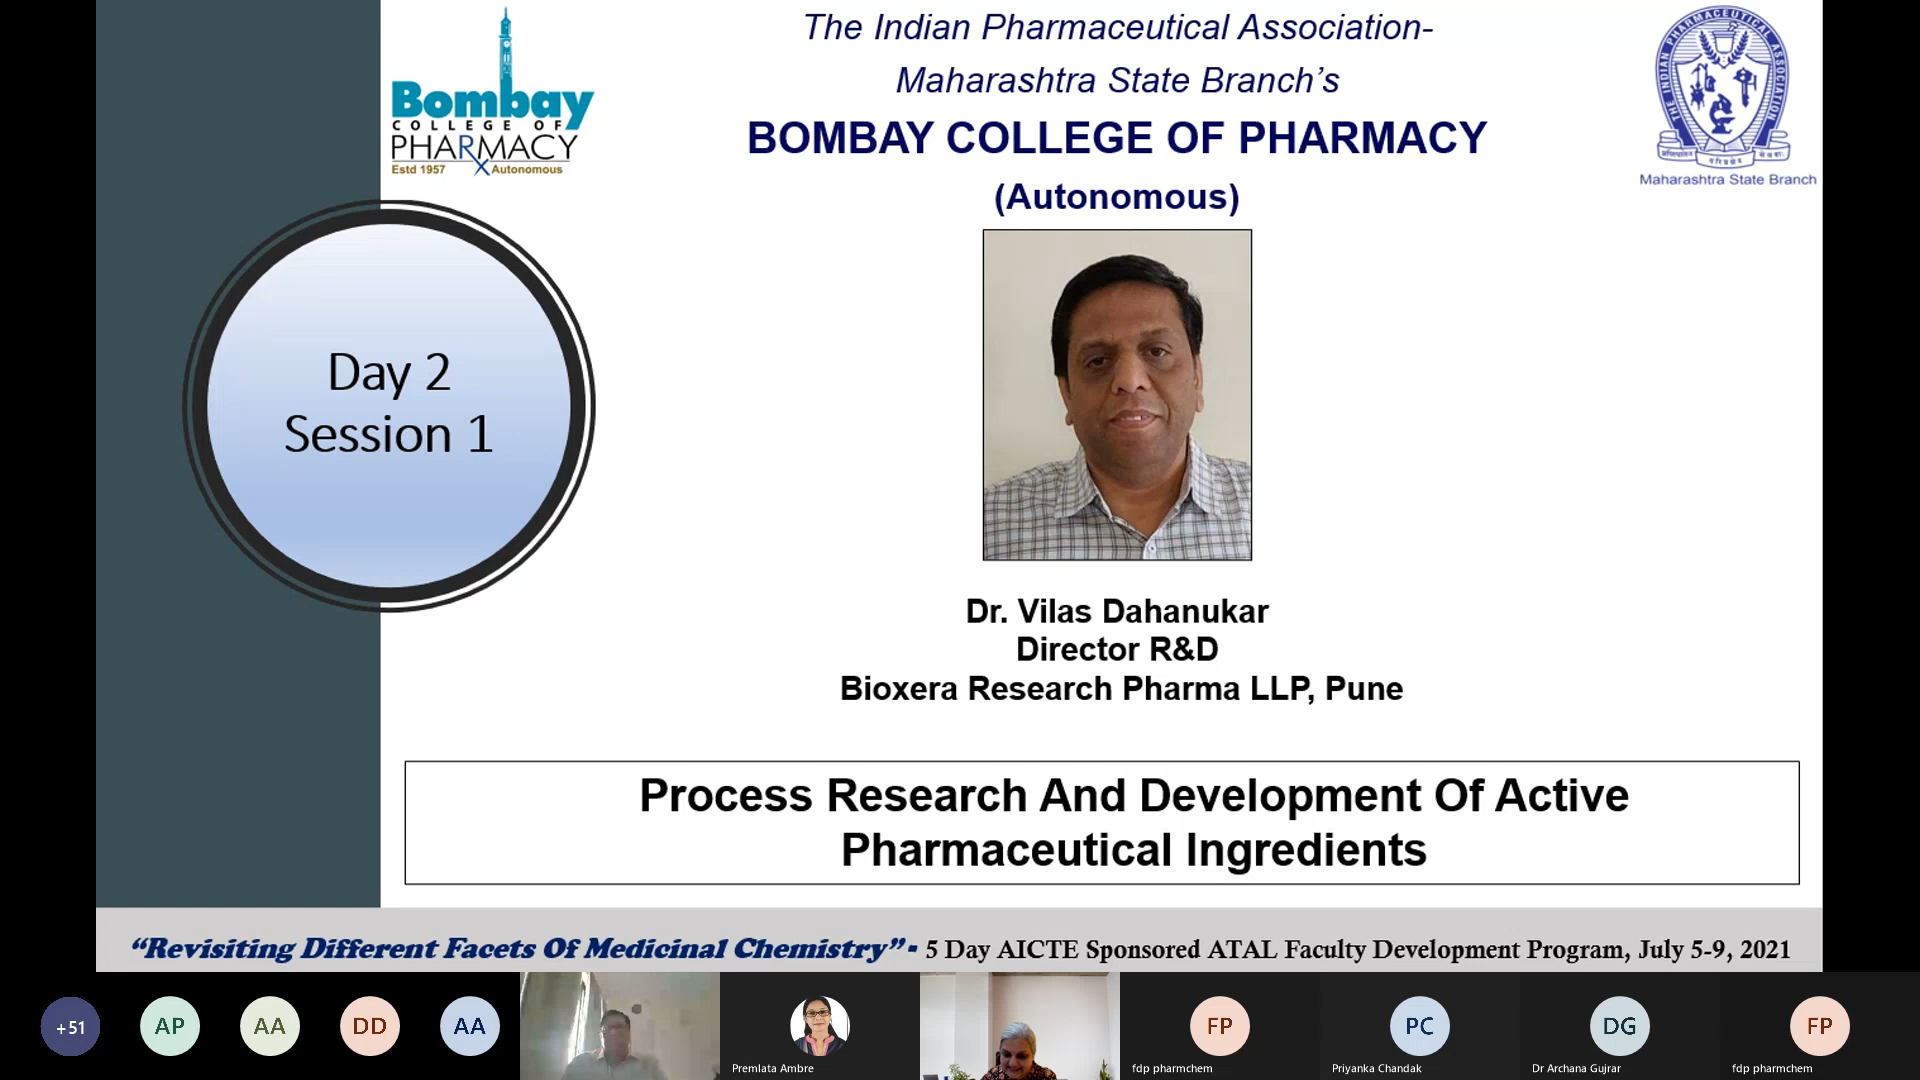 Bombay
COLLEGE OF
PHARMACY
Estd 1957 Autonomous
The Indian Pharmaceutical Association-
Maharashtra State Branch’s
BOMBAY COLLEGE OF PHARMACY
(Autonomous)
THE INDIAN PHARMACEUTICAL ASSOCIATION
Maharashtra State Branch
Day 2
Session 1
Dr. Vilas Dahanukar
Director R&D
Bioxera Research Pharma LLP, Pune
Process Research And Development Of Active
Pharmaceutical Ingredients
“Revisiting Different Facets Of Medicinal Chemistry”- 5 Day AICTE Sponsored ATAL Faculty Development Program, July 5-9, 2021
+51 AP AA DD AA FP PC DG FP
Premlata Ambre fdp pharmchem Priyanka Chandak Dr Archana Gujrar fdp pharmchem